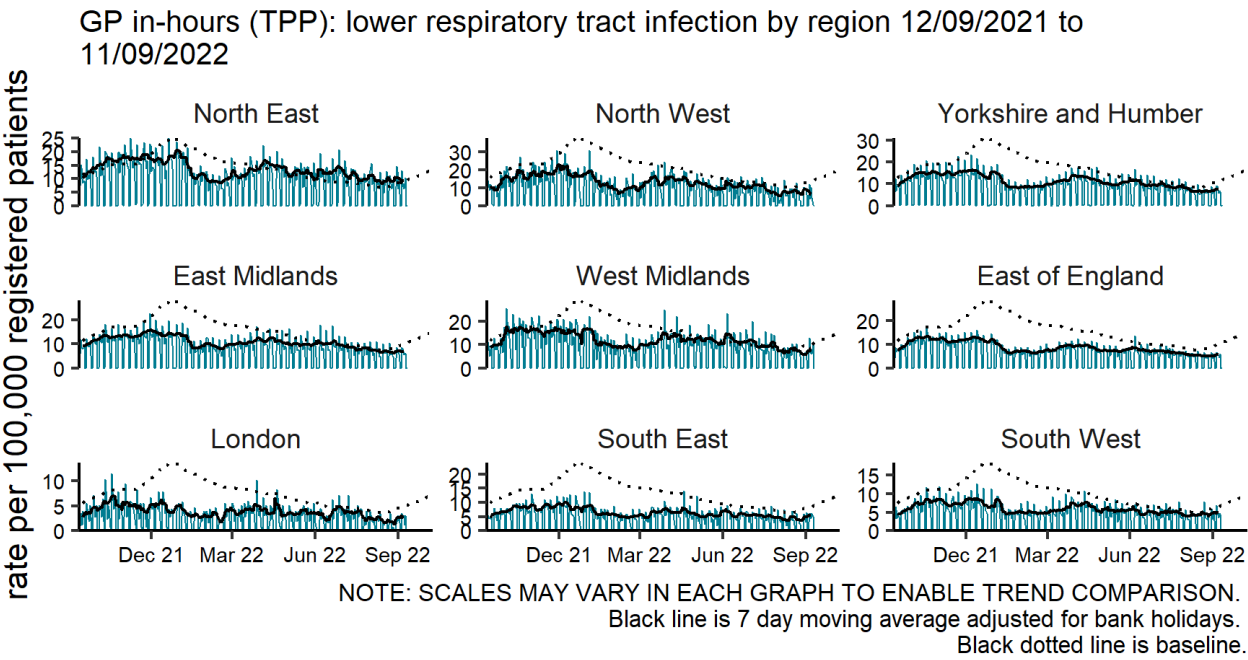 GP in-hours (TPP): lower respiratory tract infection by region 12/09/2021 to
11/09/2022
rate per 100,000 registered patients
North East
25
20
15
10
5
0
North West
30
20
10
0
Yorkshire and Humber
30
20
10
0
East Midlands
20
10
0
West Midlands
20
10
0
East of England
20
10
0
London
10
5
0
Dec 21 Mar 22 Jun 22 Sep 22
South East
20
15
10
5
0
Dec 21 Mar 22 Jun 22 Sep 22
South West
15
10
5
0
Dec 21 Mar 22 Jun 22 Sep 22
NOTE: SCALES MAY VARY IN EACH GRAPH TO ENABLE TREND COMPARISON.
Black line is 7 day moving average adjusted for bank holidays.
Black dotted line is baseline.